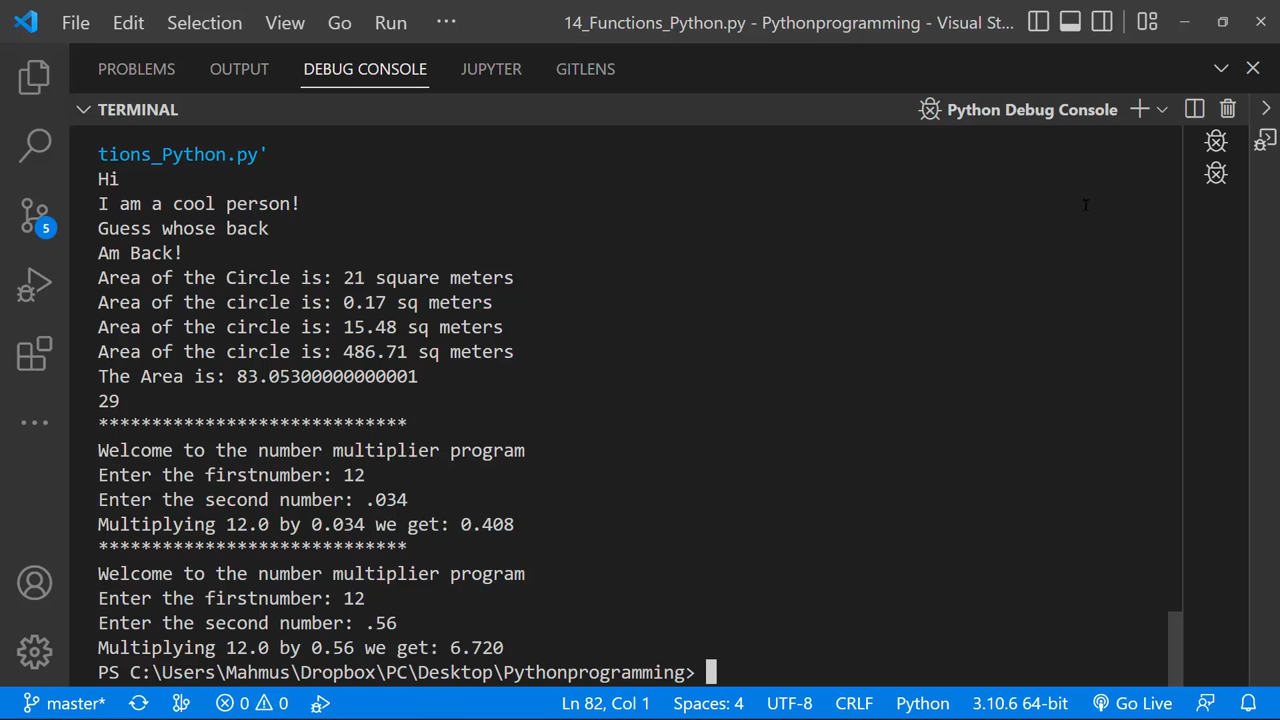 File Edit Selection View Go Run ··· 14_Functions_Python.py - Pythonprogramming - Visual St...
PROBLEMS OUTPUT DEBUG CONSOLE JUPYTER GITLENS
TERMINAL Python Debug Console
tions_Python.py'
Hi
I am a cool person!
Guess whose back
Am Back!
Area of the Circle is: 21 square meters
Area of the circle is: 0.17 sq meters
Area of the circle is: 15.48 sq meters
Area of the circle is: 486.71 sq meters
The Area is: 83.05300000000001
29
*****************************
Welcome to the number multiplier program
Enter the firstnumber: 12
Enter the second number: .034
Multiplying 12.0 by 0.034 we get: 0.408
*****************************
Welcome to the number multiplier program
Enter the firstnumber: 12
Enter the second number: .56
Multiplying 12.0 by 0.56 we get: 6.720
PS C:\Users\Mahmus\Dropbox\PC\Desktop\Pythonprogramming>
5
master* 0 0 Ln 82, Col 1 Spaces: 4 UTF-8 CRLF Python 3.10.6 64-bit Go Live